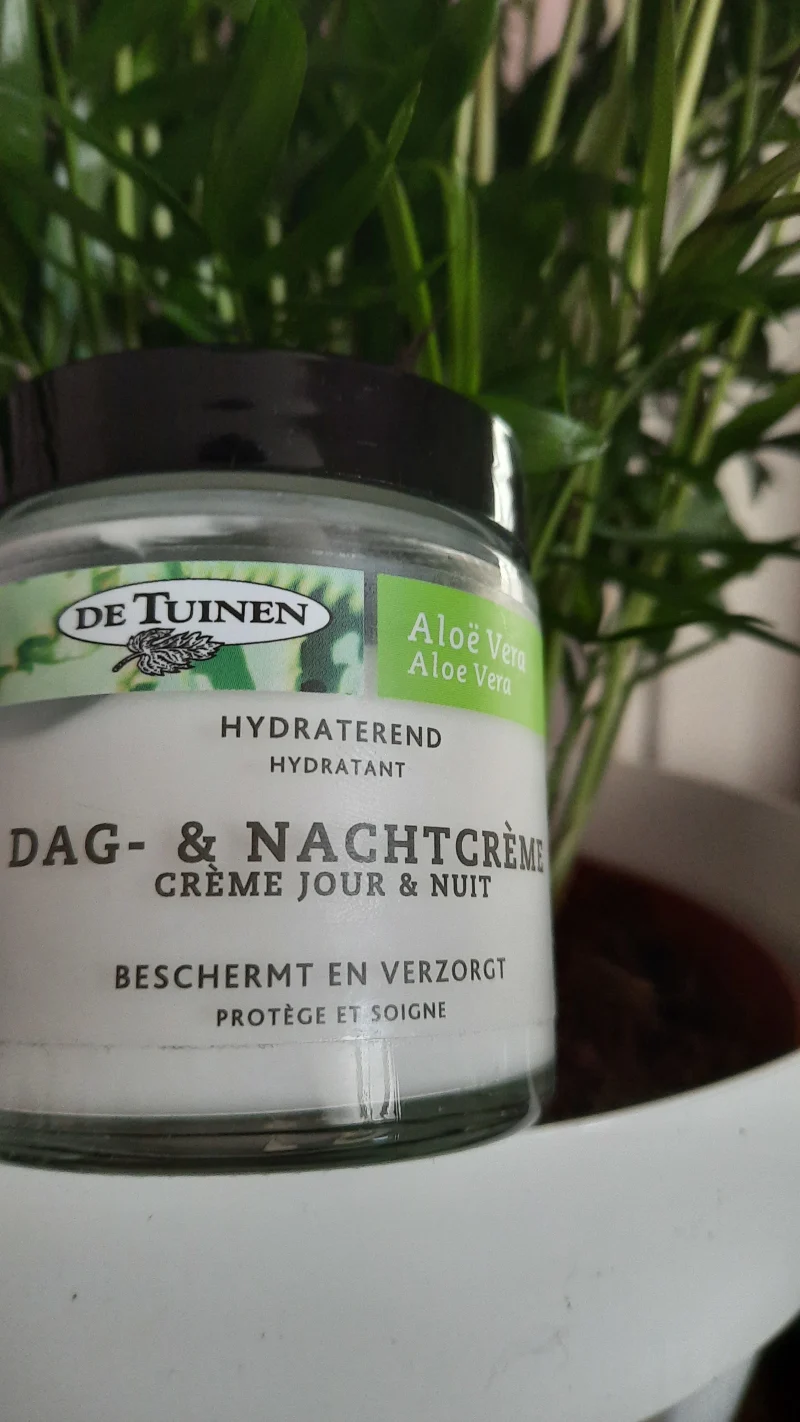 DE TUINEN
Aloë Vera
Aloe Vera
HYDRATEREND
HYDRATANT
DAG- & NACHTCRÈME
CRÈME JOUR & NUIT
BESCHERMT EN VERZORGT
PROTÈGE ET SOIGNE